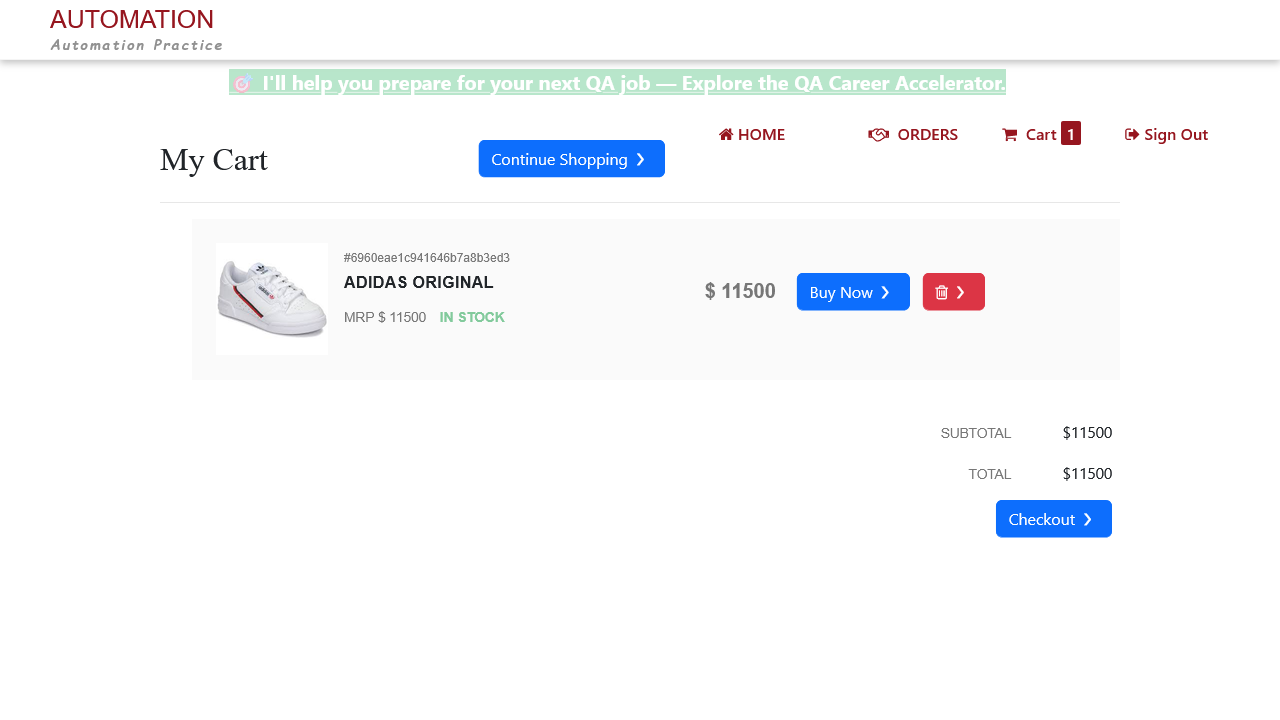 AUTOMATION
Automation Practice
🎯 I'll help you prepare for your next QA job — Explore the QA Career Accelerator.
HOME
ORDERS
Cart 1
Sign Out
My Cart
Continue Shopping ❯
#6960eae1c941646b7a8b3ed3
ADIDAS ORIGINAL
MRP $ 11500 IN STOCK
$ 11500
Buy Now ❯
❯
SUBTOTAL $11500
TOTAL $11500
Checkout ❯